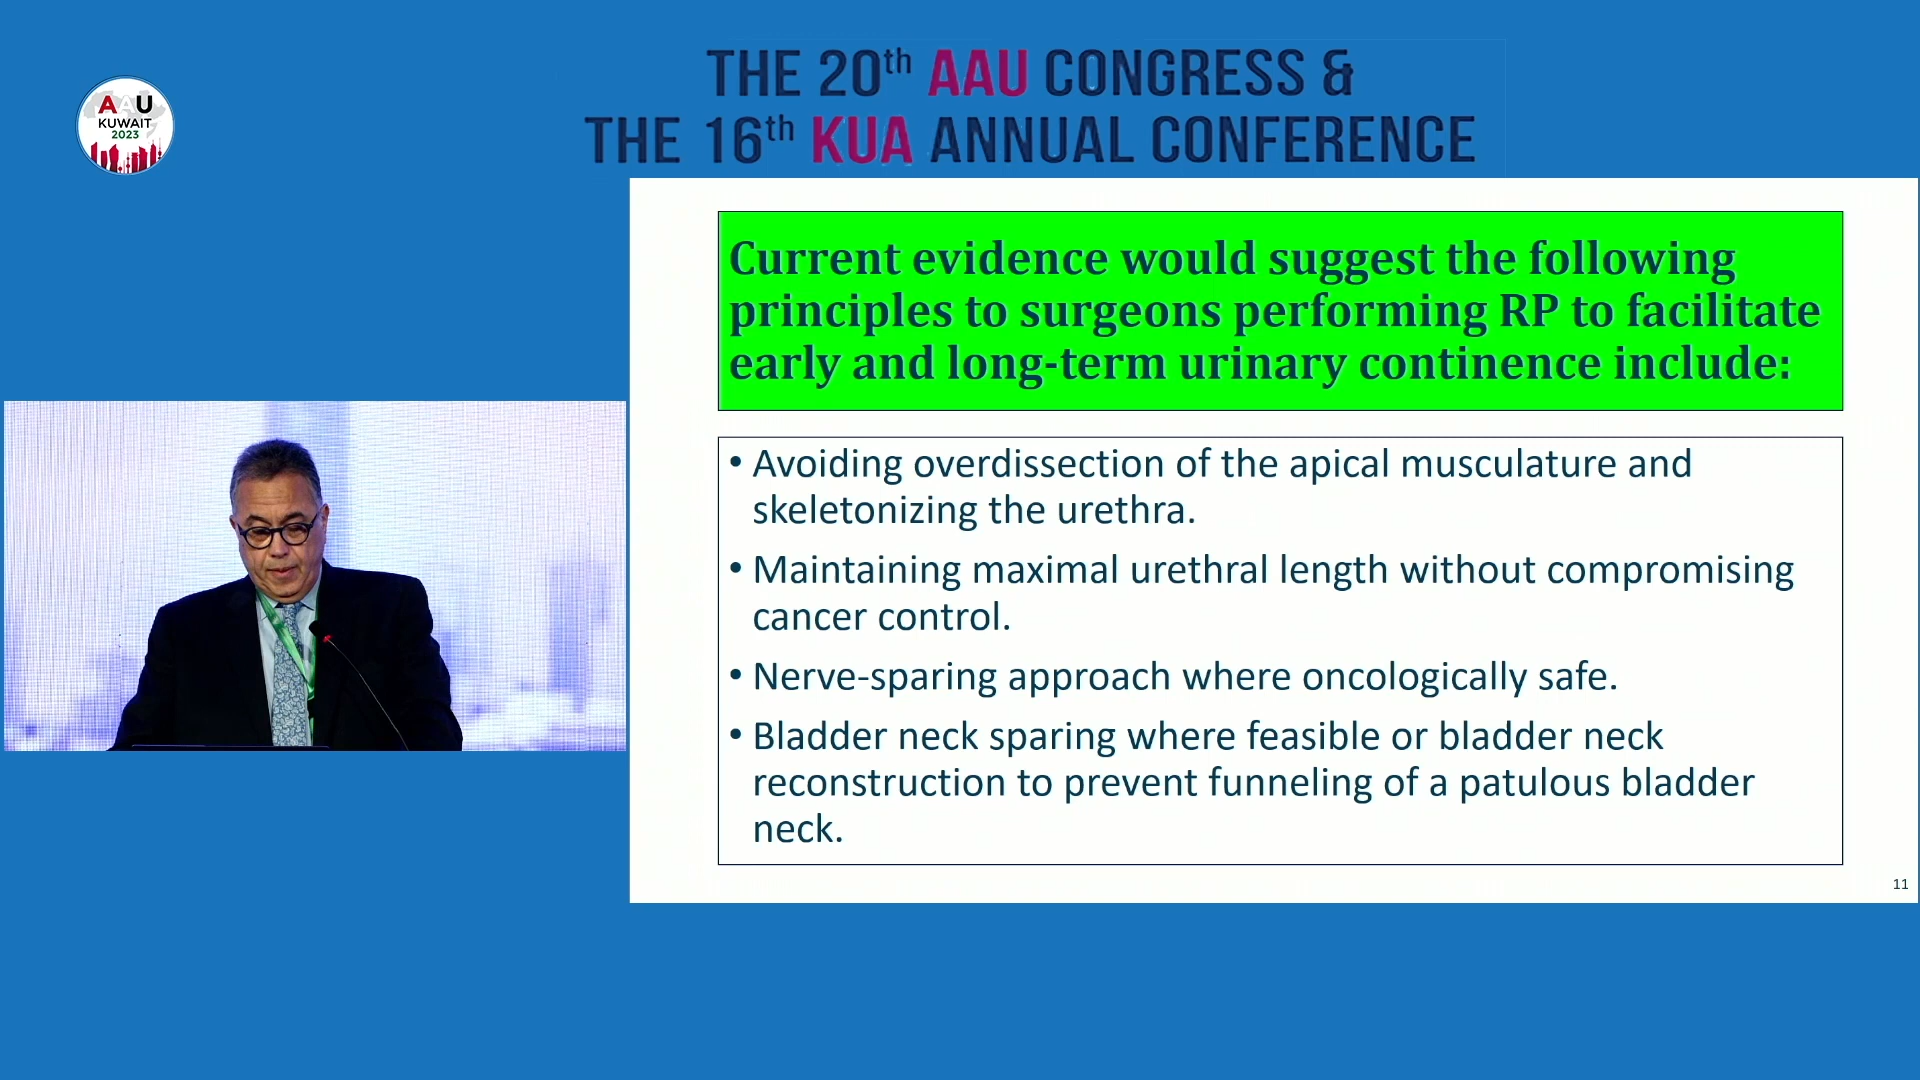 THE 20th AAU CONGRESS &
THE 16th KUA ANNUAL CONFERENCE
AAU
KUWAIT
2023
Current evidence would suggest the following
principles to surgeons performing RP to facilitate
early and long-term urinary continence include:
• Avoiding overdissection of the apical musculature and
skeletonizing the urethra.
• Maintaining maximal urethral length without compromising
cancer control.
• Nerve-sparing approach where oncologically safe.
• Bladder neck sparing where feasible or bladder neck
reconstruction to prevent funneling of a patulous bladder
neck.
11